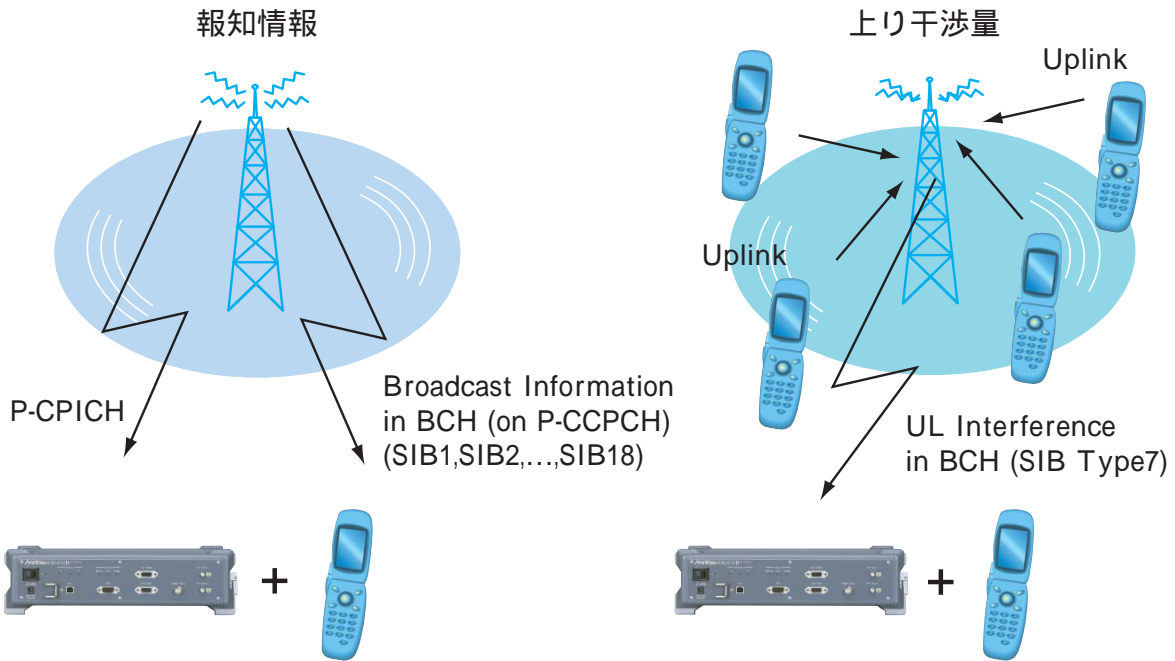 報知情報
P-CPICH
Broadcast Information
in BCH (on P-CCPCH)
(SIB1,SIB2,…,SIB18)
+
上り干渉量
Uplink
Uplink
UL Interference
in BCH (SIB Type7)
+